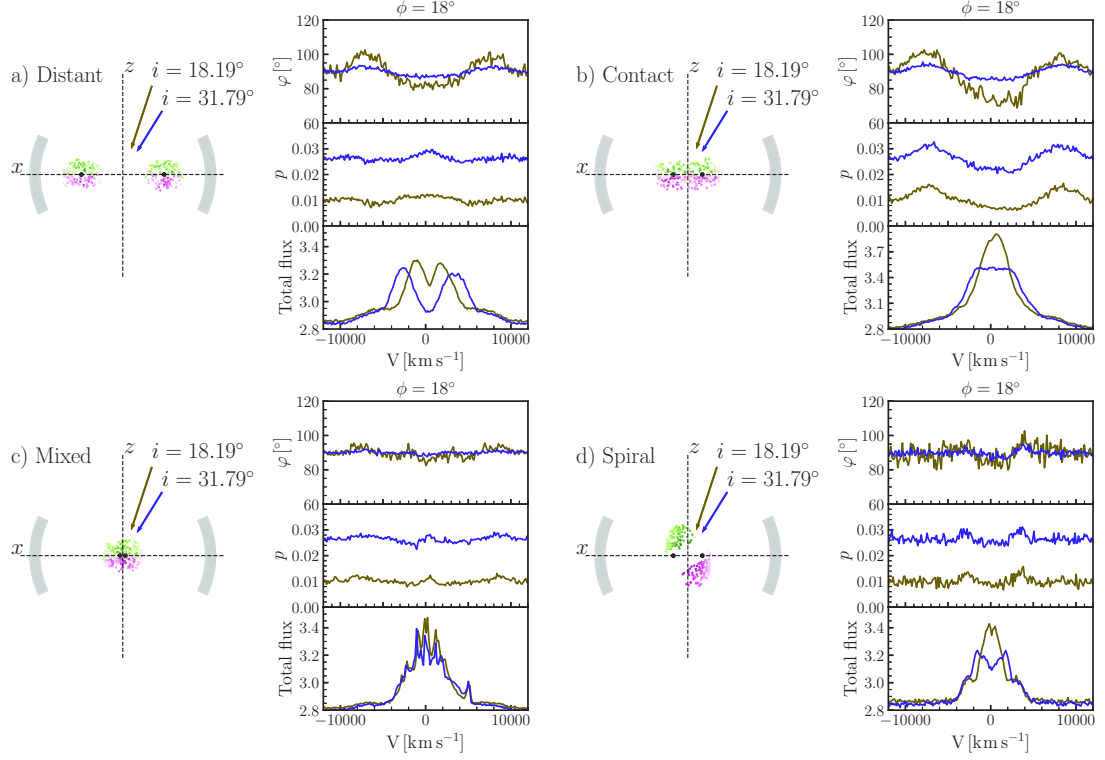 a) Distant
z
i = 18.19°
i = 31.79°
x
ϕ = 18°
120
100
80
60
φ [°]
0.03
0.02
0.01
0.00
p
3.4
3.2
3.0
2.8
Total flux
−10000 0 10000
V [km s⁻¹]
b) Contact
z
i = 18.19°
i = 31.79°
x
ϕ = 18°
120
100
80
60
φ [°]
0.03
0.02
0.01
0.00
p
3.7
3.4
3.1
2.8
Total flux
−10000 0 10000
V [km s⁻¹]
c) Mixed
z
i = 18.19°
i = 31.79°
x
ϕ = 18°
120
100
80
60
φ [°]
0.03
0.02
0.01
0.00
p
3.4
3.2
3.0
2.8
Total flux
−10000 0 10000
V [km s⁻¹]
d) Spiral
z
i = 18.19°
i = 31.79°
x
ϕ = 18°
120
100
80
60
φ [°]
0.03
0.02
0.01
0.00
p
3.4
3.2
3.0
2.8
Total flux
−10000 0 10000
V [km s⁻¹]